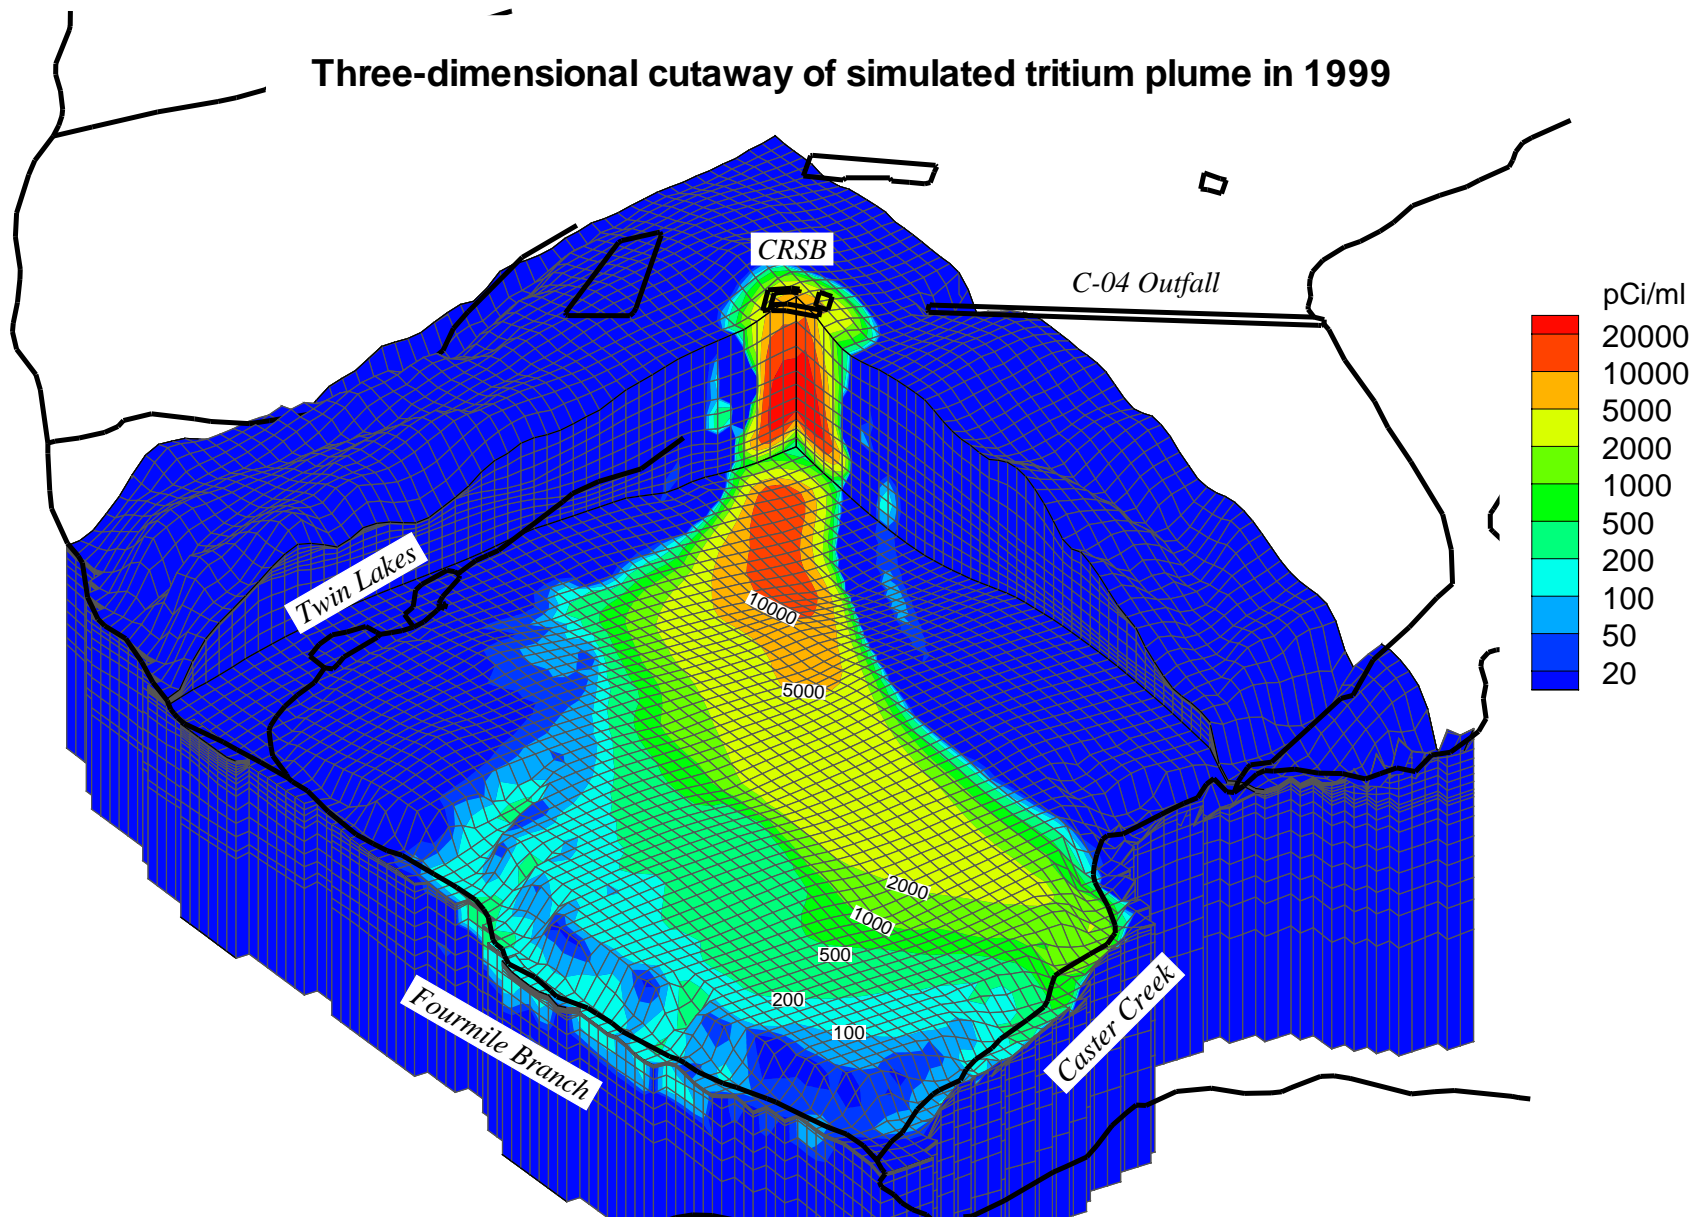 Three-dimensional cutaway of simulated tritium plume in 1999
CRSB
C-04 Outfall
pCi/ml
20000
10000
5000
2000
1000
500
200
100
50
20
Twin Lakes
10000
5000
2000
1000
500
200
100
Fourmile Branch
Caster Creek